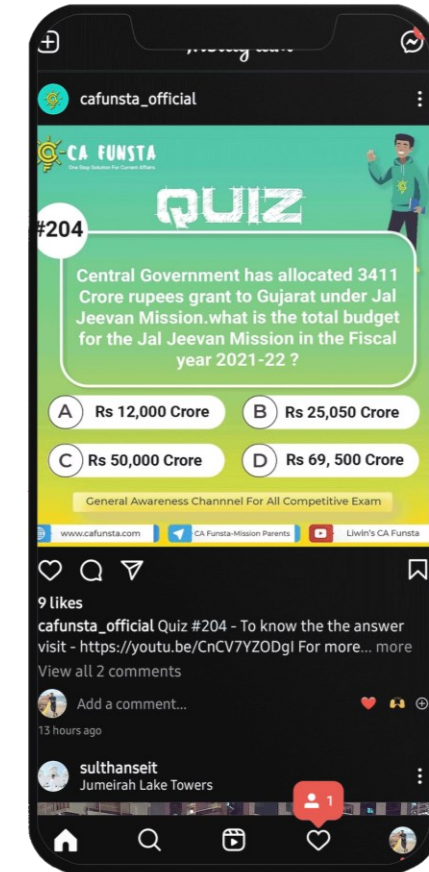 cafunsta_official
CA FUNSTA
One Stop Solution For Current Affairs
QUIZ
#204
Central Government has allocated 3411
Crore rupees grant to Gujarat under Jal
Jeevan Mission.what is the total budget
for the Jal Jeevan Mission in the Fiscal
year 2021-22 ?
A Rs 12,000 Crore
B Rs 25,050 Crore
C Rs 50,000 Crore
D Rs 69, 500 Crore
General Awareness Channnel For All Competitive Exam
www.cafunsta.com
CA Funsta-Mission Parents
Liwin's CA Funsta
9 likes
cafunsta_official Quiz #204 - To know the the answer
visit - https://youtu.be/CnCV7YZODgI For more... more
View all 2 comments
Add a comment...
13 hours ago
sulthanseit
Jumeirah Lake Towers
1